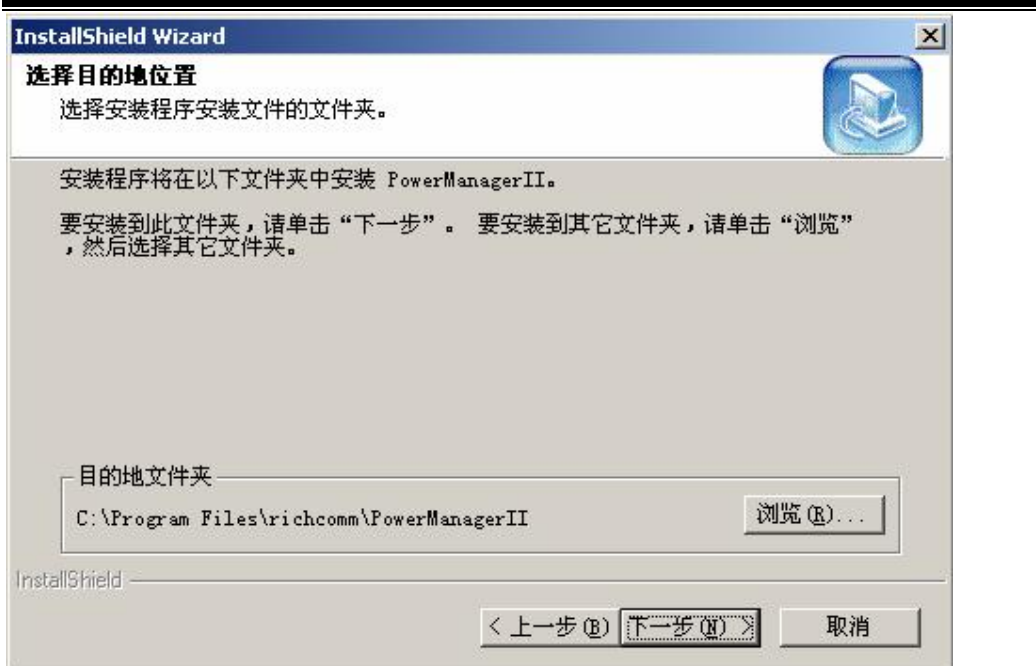 InstallShield Wizard
选择目的地位置
选择安装程序安装文件的文件夹。
安装程序将在以下文件夹中安装 PowerManagerII。
要安装到此文件夹，请单击“下一步”。 要安装到其它文件夹，请单击“浏览”
，然后选择其它文件夹。
目的地文件夹
C:\Program Files\richcomm\PowerManagerII
浏览(R)...
InstallShield
< 上一步(B)
下一步(N) >
取消